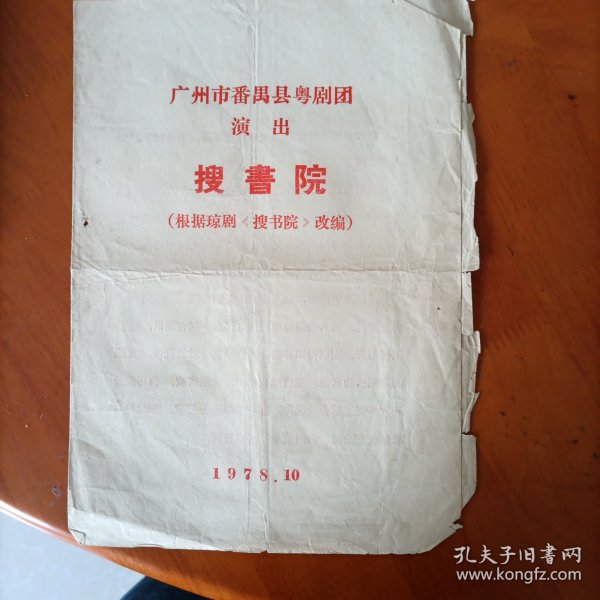 广州市番禺县粤剧团
演出
搜書院
（根据琼剧《搜书院》改编）
1978.10
孔夫子旧書网
www.kongfz.com